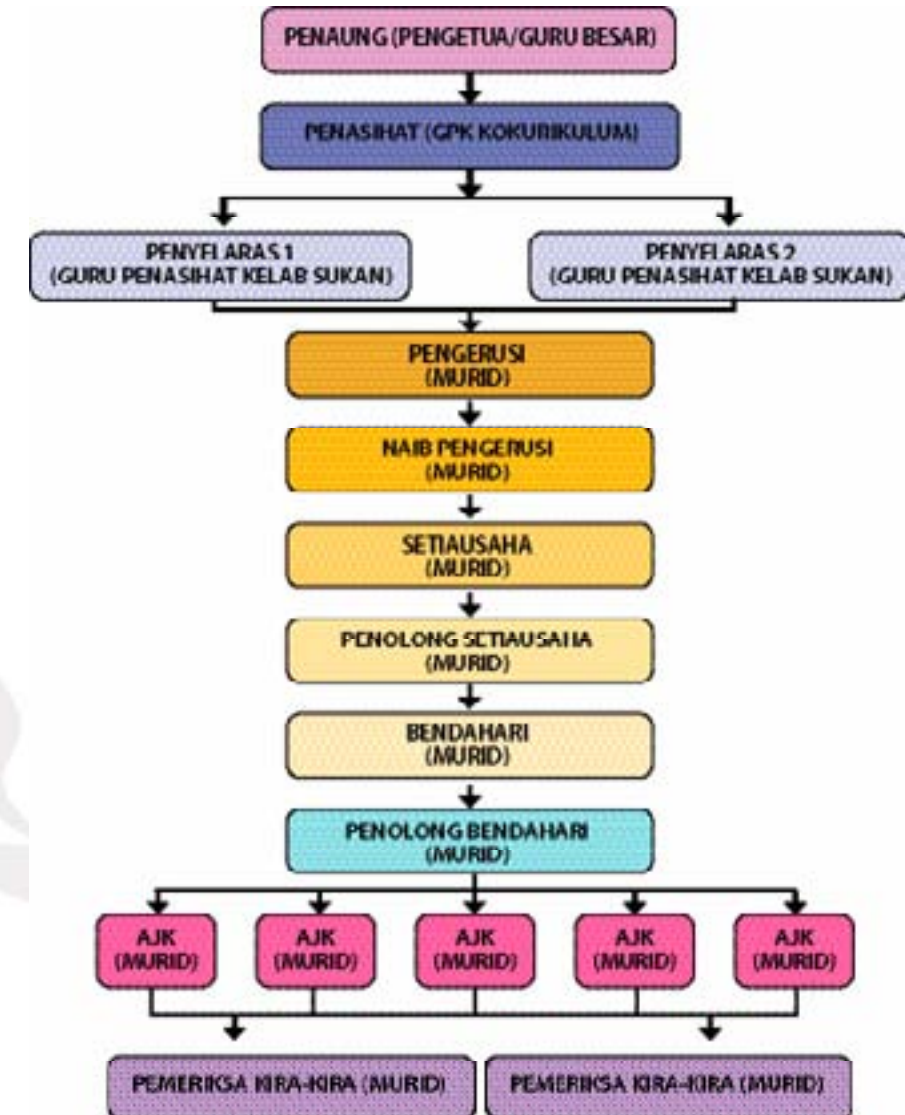 PENAUNG (PENGETUA/GURU BESAR)
PENASIHAT (GPK KOKURIKULUM)
PENYELARAS 1
(GURU PENASIHAT KELAB SUKAN)
PENYELARAS 2
(GURU PENASIHAT KELAB SUKAN)
PENGERUSI
(MURID)
NAIB PENGERUSI
(MURID)
SETIAUSAHA
(MURID)
PENOLONG SETIAUSAHA
(MURID)
BENDAHARI
(MURID)
PENOLONG BENDAHARI
(MURID)
AJK
(MURID)
AJK
(MURID)
AJK
(MURID)
AJK
(MURID)
AJK
(MURID)
PEMERIKSA KIRA-KIRA (MURID)
PEMERIKSA KIRA-KIRA (MURID)